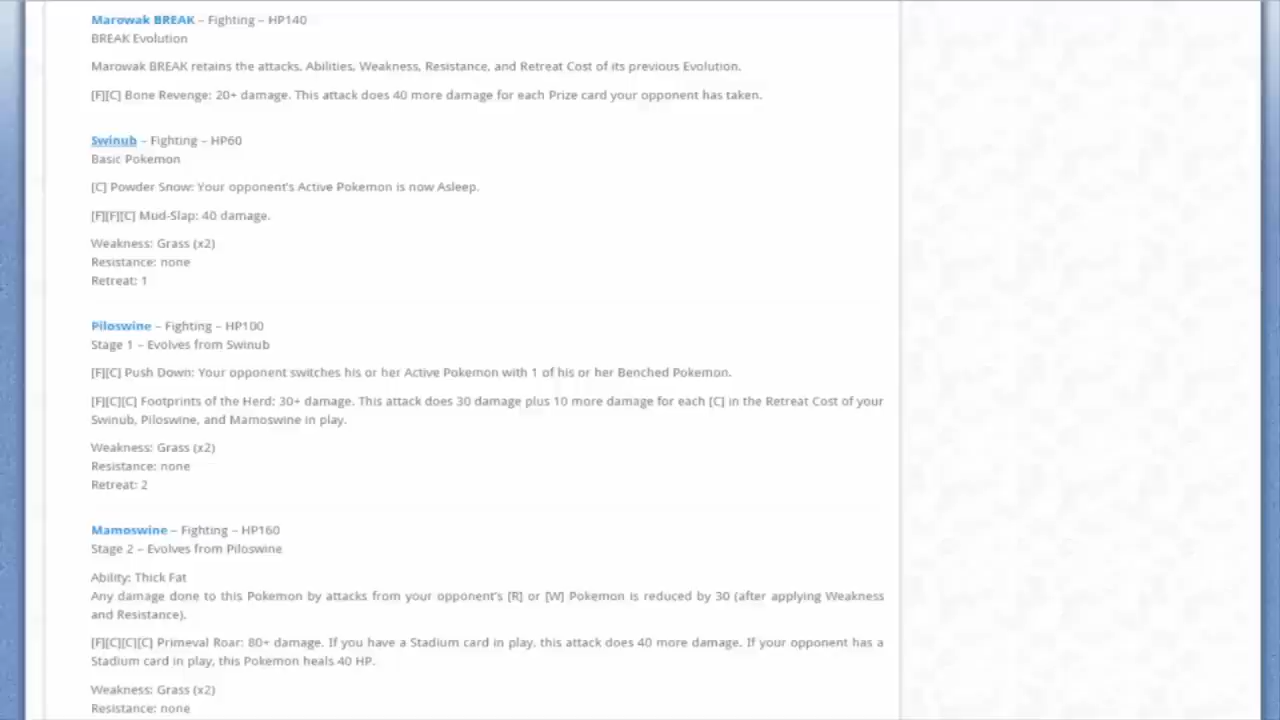 Marowak BREAK – Fighting – HP140
BREAK Evolution
Marowak BREAK retains the attacks, Abilities, Weakness, Resistance, and Retreat Cost of its previous Evolution.
[F][C] Bone Revenge: 20+ damage. This attack does 40 more damage for each Prize card your opponent has taken.
Swinub – Fighting – HP60
Basic Pokemon
[C] Powder Snow: Your opponent's Active Pokemon is now Asleep.
[F][F][C] Mud-Slap: 40 damage.
Weakness: Grass (x2)
Resistance: none
Retreat: 1
Piloswine – Fighting – HP100
Stage 1 – Evolves from Swinub
[F][C] Push Down: Your opponent switches his or her Active Pokemon with 1 of his or her Benched Pokemon.
[F][C][C] Footprints of the Herd: 30+ damage. This attack does 30 damage plus 10 more damage for each [C] in the Retreat Cost of your
Swinub, Piloswine, and Mamoswine in play.
Weakness: Grass (x2)
Resistance: none
Retreat: 2
Mamoswine – Fighting – HP160
Stage 2 – Evolves from Piloswine
Ability: Thick Fat
Any damage done to this Pokemon by attacks from your opponent's [R] or [W] Pokemon is reduced by 30 (after applying Weakness
and Resistance).
[F][C][C][C] Primeval Roar: 80+ damage. If you have a Stadium card in play, this attack does 40 more damage. If your opponent has a
Stadium card in play, this Pokemon heals 40 HP.
Weakness: Grass (x2)
Resistance: none